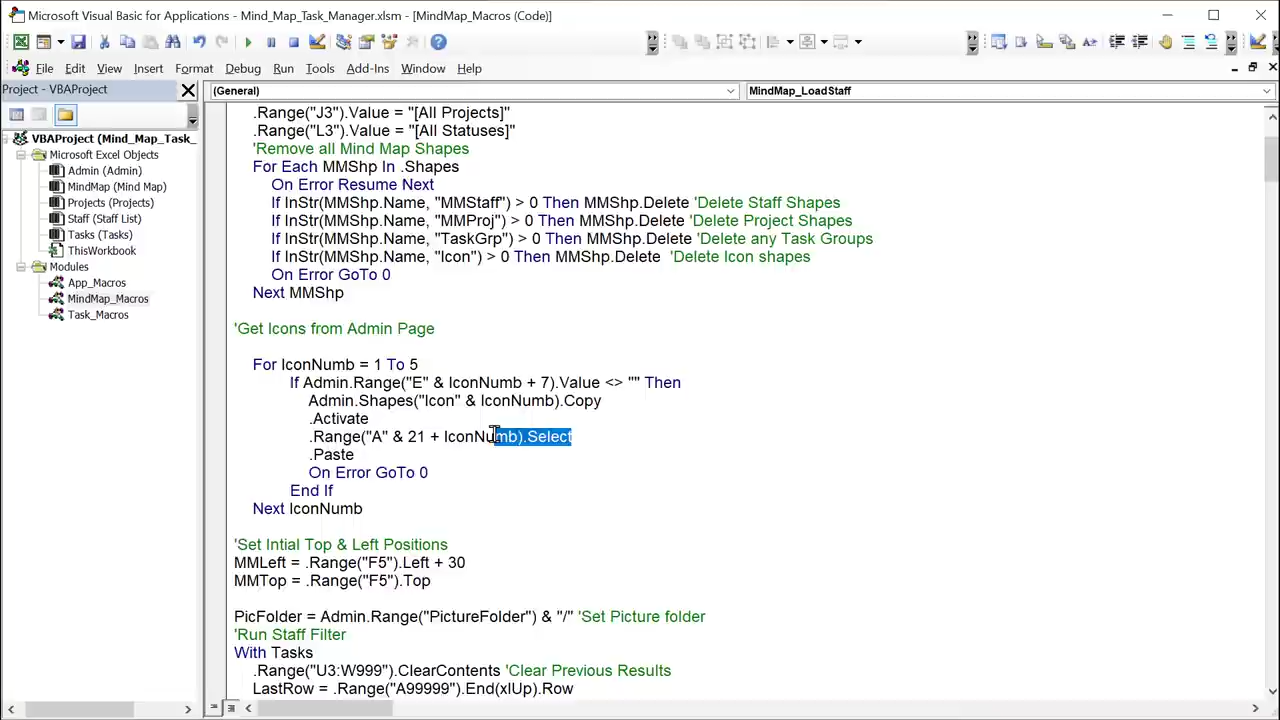 Microsoft Visual Basic for Applications - Mind_Map_Task_Manager.xlsm - [MindMap_Macros (Code)]
File Edit View Insert Format Debug Run Tools Add-Ins Window Help
Project - VBAProject
(General)
MindMap_LoadStaff
VBAProject (Mind_Map_Task_
Microsoft Excel Objects
Admin (Admin)
MindMap (Mind Map)
Projects (Projects)
Staff (Staff List)
Tasks (Tasks)
ThisWorkbook
Modules
App_Macros
MindMap_Macros
Task_Macros
.Range("J3").Value = "[All Projects]"
.Range("L3").Value = "[All Statuses]"
'Remove all Mind Map Shapes
For Each MMShp In .Shapes
On Error Resume Next
If InStr(MMShp.Name, "MMStaff") > 0 Then MMShp.Delete 'Delete Staff Shapes
If InStr(MMShp.Name, "MMProj") > 0 Then MMShp.Delete 'Delete Project Shapes
If InStr(MMShp.Name, "TaskGrp") > 0 Then MMShp.Delete 'Delete any Task Groups
If InStr(MMShp.Name, "Icon") > 0 Then MMShp.Delete  'Delete Icon shapes
On Error GoTo 0
Next MMShp
'Get Icons from Admin Page
For IconNumb = 1 To 5
If Admin.Range("E" & IconNumb + 7).Value <> "" Then
Admin.Shapes("Icon" & IconNumb).Copy
.Activate
.Range("A" & 21 + IconNumb).Select
.Paste
On Error GoTo 0
End If
Next IconNumb
'Set Intial Top & Left Positions
MMLeft = .Range("F5").Left + 30
MMTop = .Range("F5").Top
PicFolder = Admin.Range("PictureFolder") & "/" 'Set Picture folder
'Run Staff Filter
With Tasks
.Range("U3:W999").ClearContents 'Clear Previous Results
LastRow = .Range("A99999").End(xlUp).Row